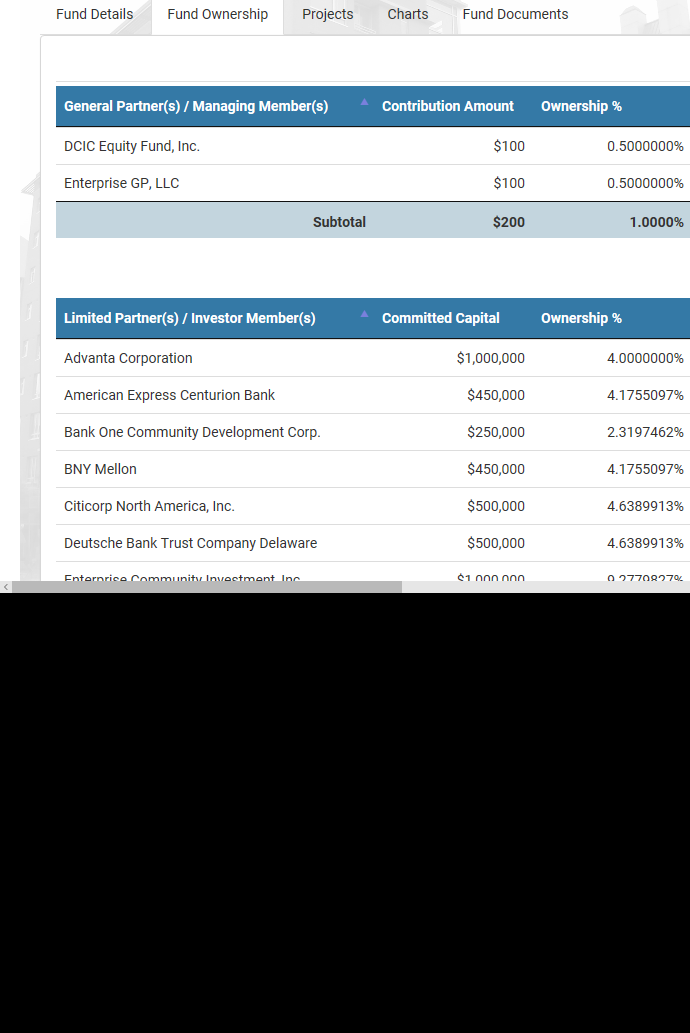 Fund Details Fund Ownership Projects Charts Fund Documents
General Partner(s) / Managing Member(s) Contribution Amount Ownership %
DCIC Equity Fund, Inc. $100 0.5000000%
Enterprise GP, LLC $100 0.5000000%
Subtotal $200 1.0000%
Limited Partner(s) / Investor Member(s) Committed Capital Ownership %
Advanta Corporation $1,000,000 4.0000000%
American Express Centurion Bank $450,000 4.1755097%
Bank One Community Development Corp. $250,000 2.3197462%
BNY Mellon $450,000 4.1755097%
Citicorp North America, Inc. $500,000 4.6389913%
Deutsche Bank Trust Company Delaware $500,000 4.6389913%
Enterprise Community Investment, Inc. $1,000,000 9.2779827%